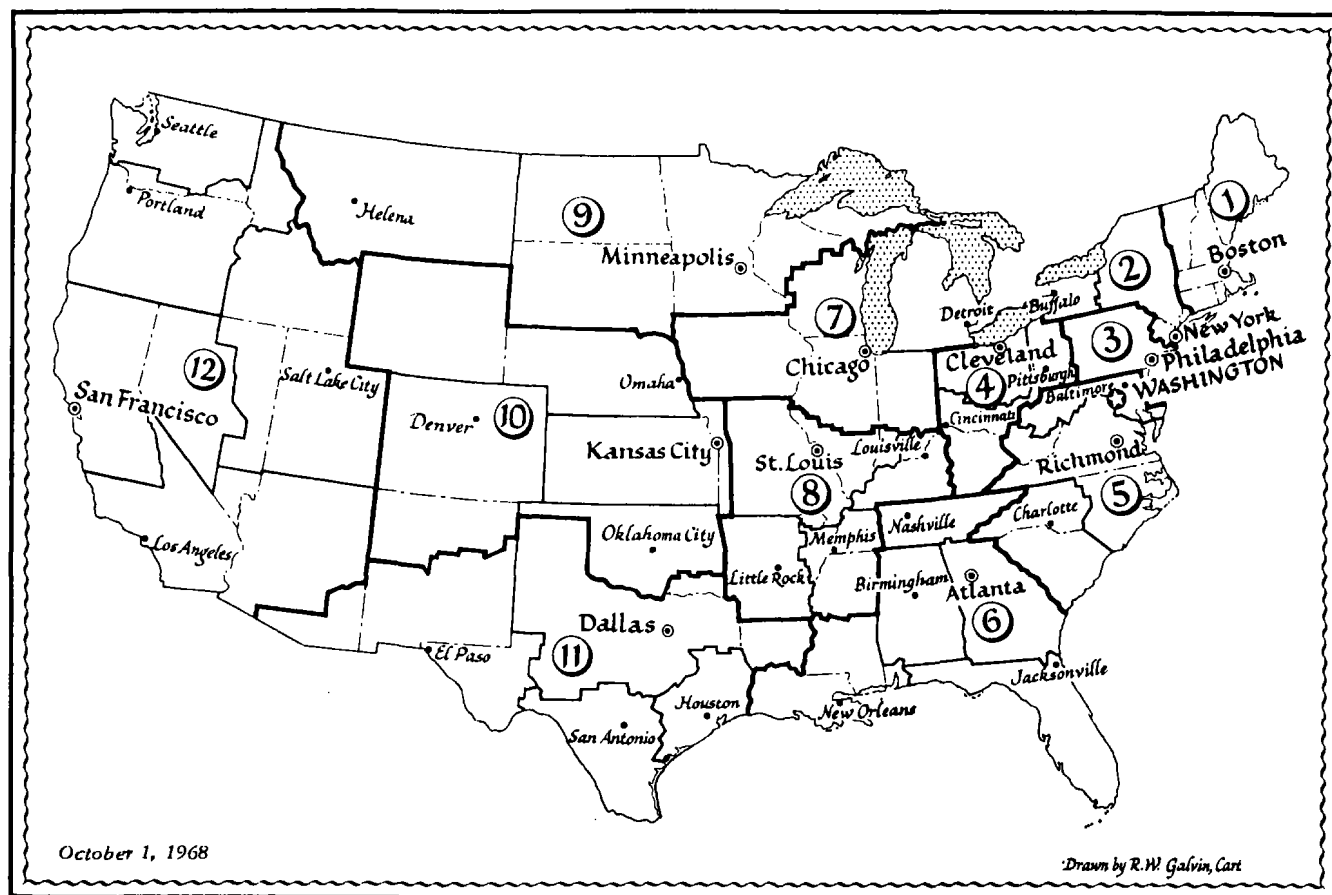 Seattle
Portland
Helena
9
Minneapolis
1
Boston
2
Buffalo
Detroit
7
Chicago
Cleveland
4
Pittsburgh
Cincinnati
3
New York
Philadelphia
WASHINGTON
Baltimore
12
San Francisco
Salt Lake City
Omaha
Denver
10
Kansas City
St. Louis
8
Louisville
Richmond
5
Los Angeles
Oklahoma City
Little Rock
Memphis
Nashville
Charlotte
Birmingham
Atlanta
6
Dallas
11
El Paso
Houston
San Antonio
New Orleans
Jacksonville
October 1, 1968
Drawn by R.W. Galvin, Cart.